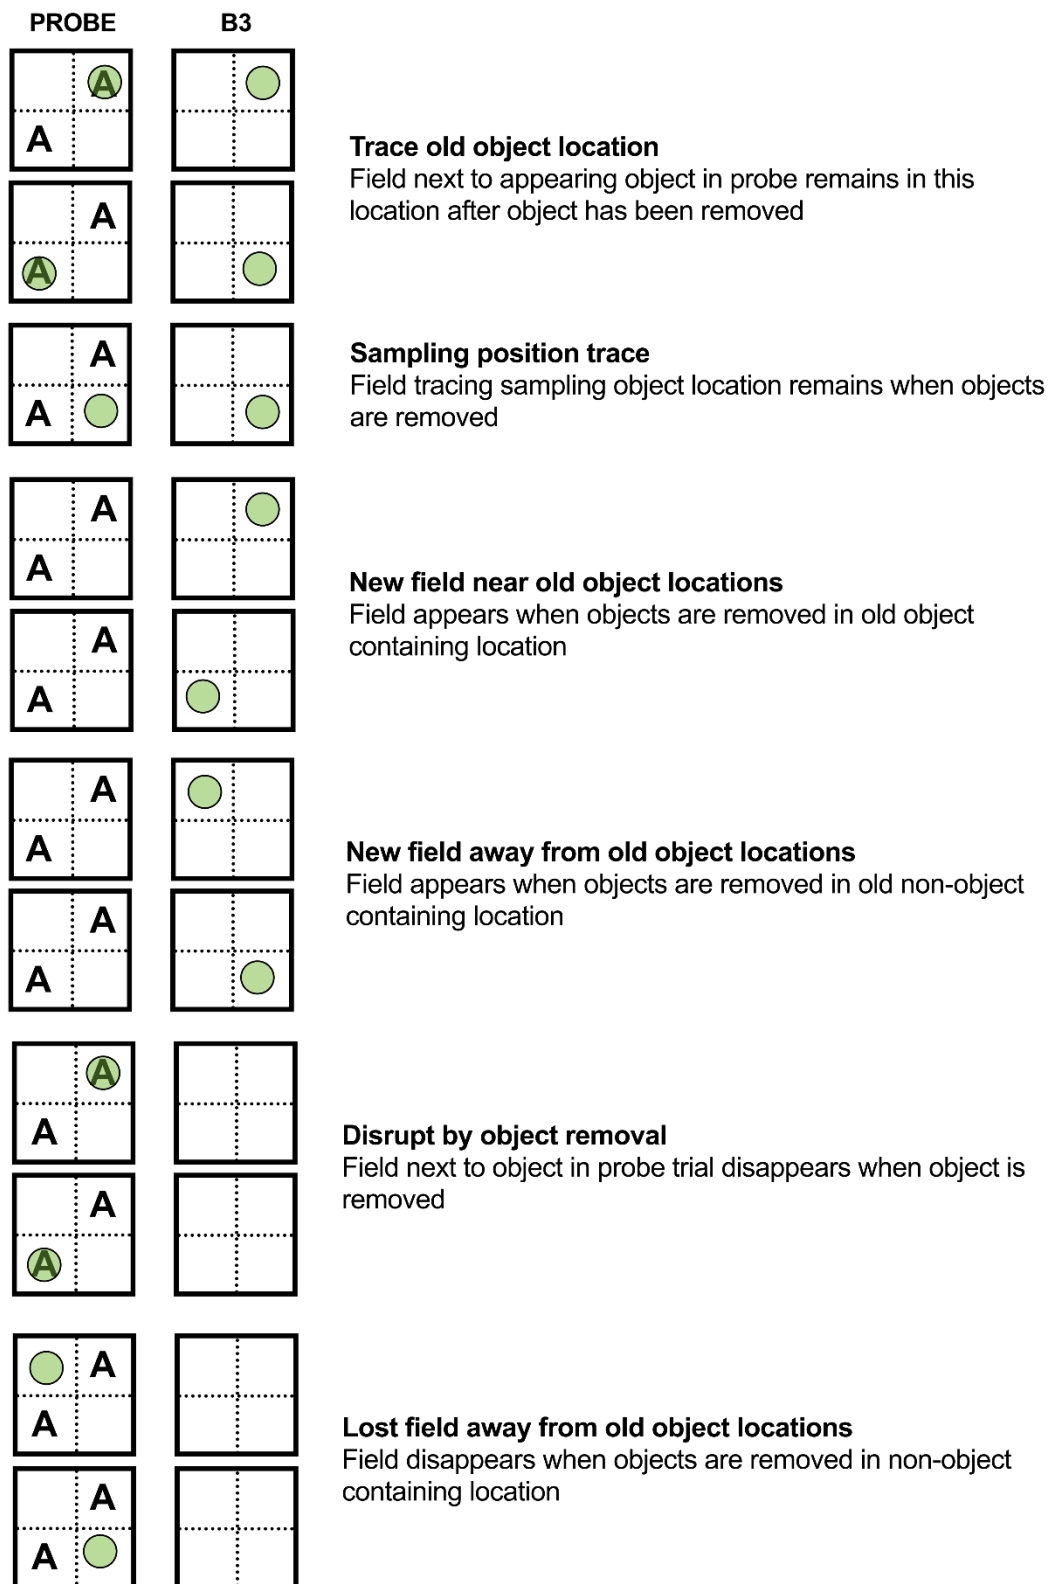 PROBE B3
A
A
Trace old object location
Field next to appearing object in probe remains in this
location after object has been removed
A
A
A
Sampling position trace
Field tracing sampling object location remains when objects
A
are removed
A
A
New field near old object locations
Field appears when objects are removed in old object
containing location
A
A
A
A
New field away from old object locations
Field appears when objects are removed in old non-object
containing location
A
A
A
A
Disrupt by object removal
Field next to object in probe trial disappears when object is
removed
A
A
A
A
Lost field away from old object locations
Field disappears when objects are removed in non-object
containing location
A
A